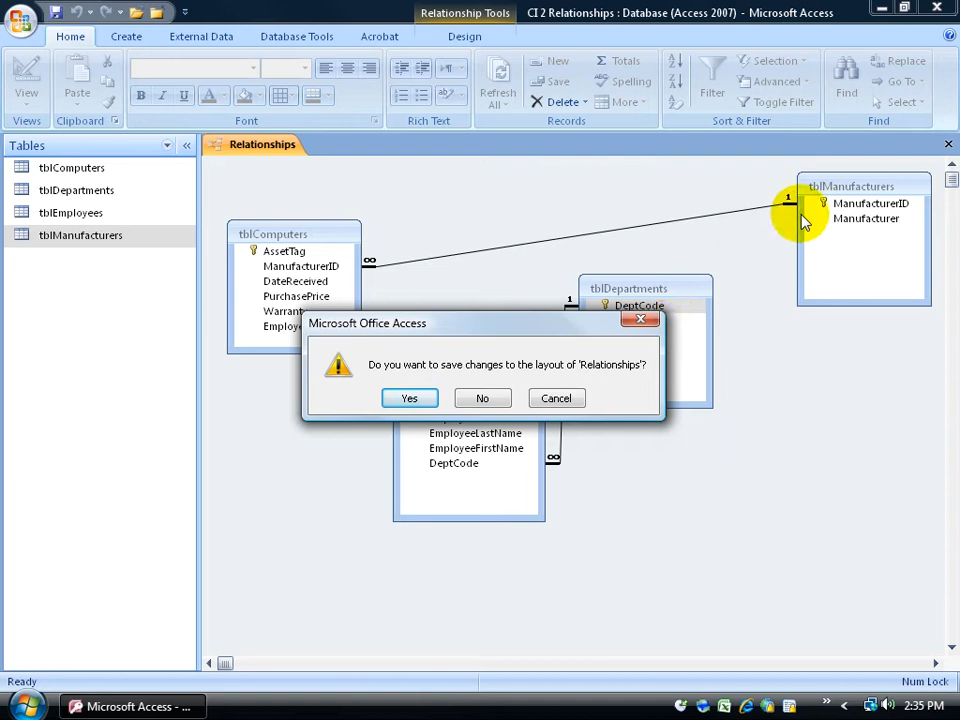 Relationship Tools
CI 2 Relationships : Database (Access 2007) - Microsoft Access
Home
Create
External Data
Database Tools
Acrobat
Design
View
Views
Paste
Clipboard
B I U A
Font
Rich Text
Refresh
All
New
Save
Delete
Totals
Spelling
More
Records
Filter
Selection
Advanced
Toggle Filter
Sort & Filter
Find
Replace
Go To
Select
Find
Tables
tblComputers
tblDepartments
tblEmployees
tblManufacturers
Relationships
tblManufacturers
ManufacturerID
Manufacturer
1
tblComputers
AssetTag
ManufacturerID
DateReceived
PurchasePrice
∞
tblDepartments
DeptCode
1
Microsoft Office Access
Do you want to save changes to the layout of 'Relationships'?
Yes
No
Cancel
EmployeeLastName
EmployeeFirstName
DeptCode
∞
Ready
Num Lock
Microsoft Access - ...
2:35 PM